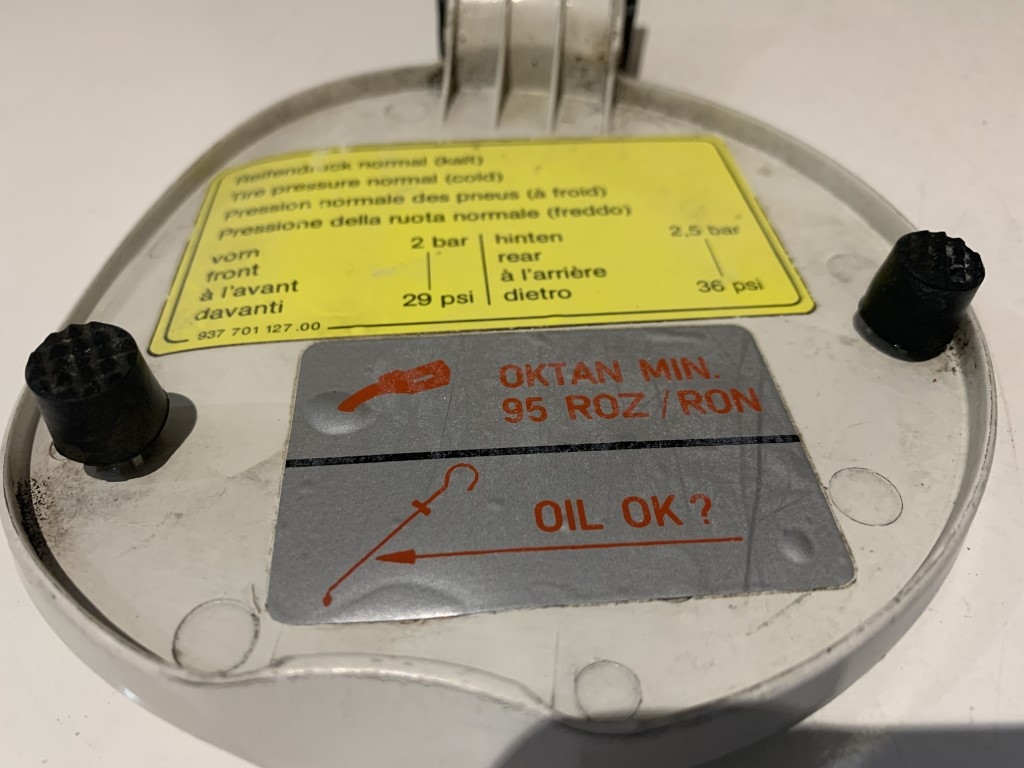 Reifendruck normal (kalt)
Tire pressure normal (cold)
Pression normale des pneus (à froid)
Pressione della ruota normale (freddo)
vorn 2 bar hinten 2,5 bar
front rear
à l'avant à l'arrière
davanti 29 psi dietro 36 psi
937 701 127.00
OKTAN MIN.
95 ROZ / RON
OIL OK ?